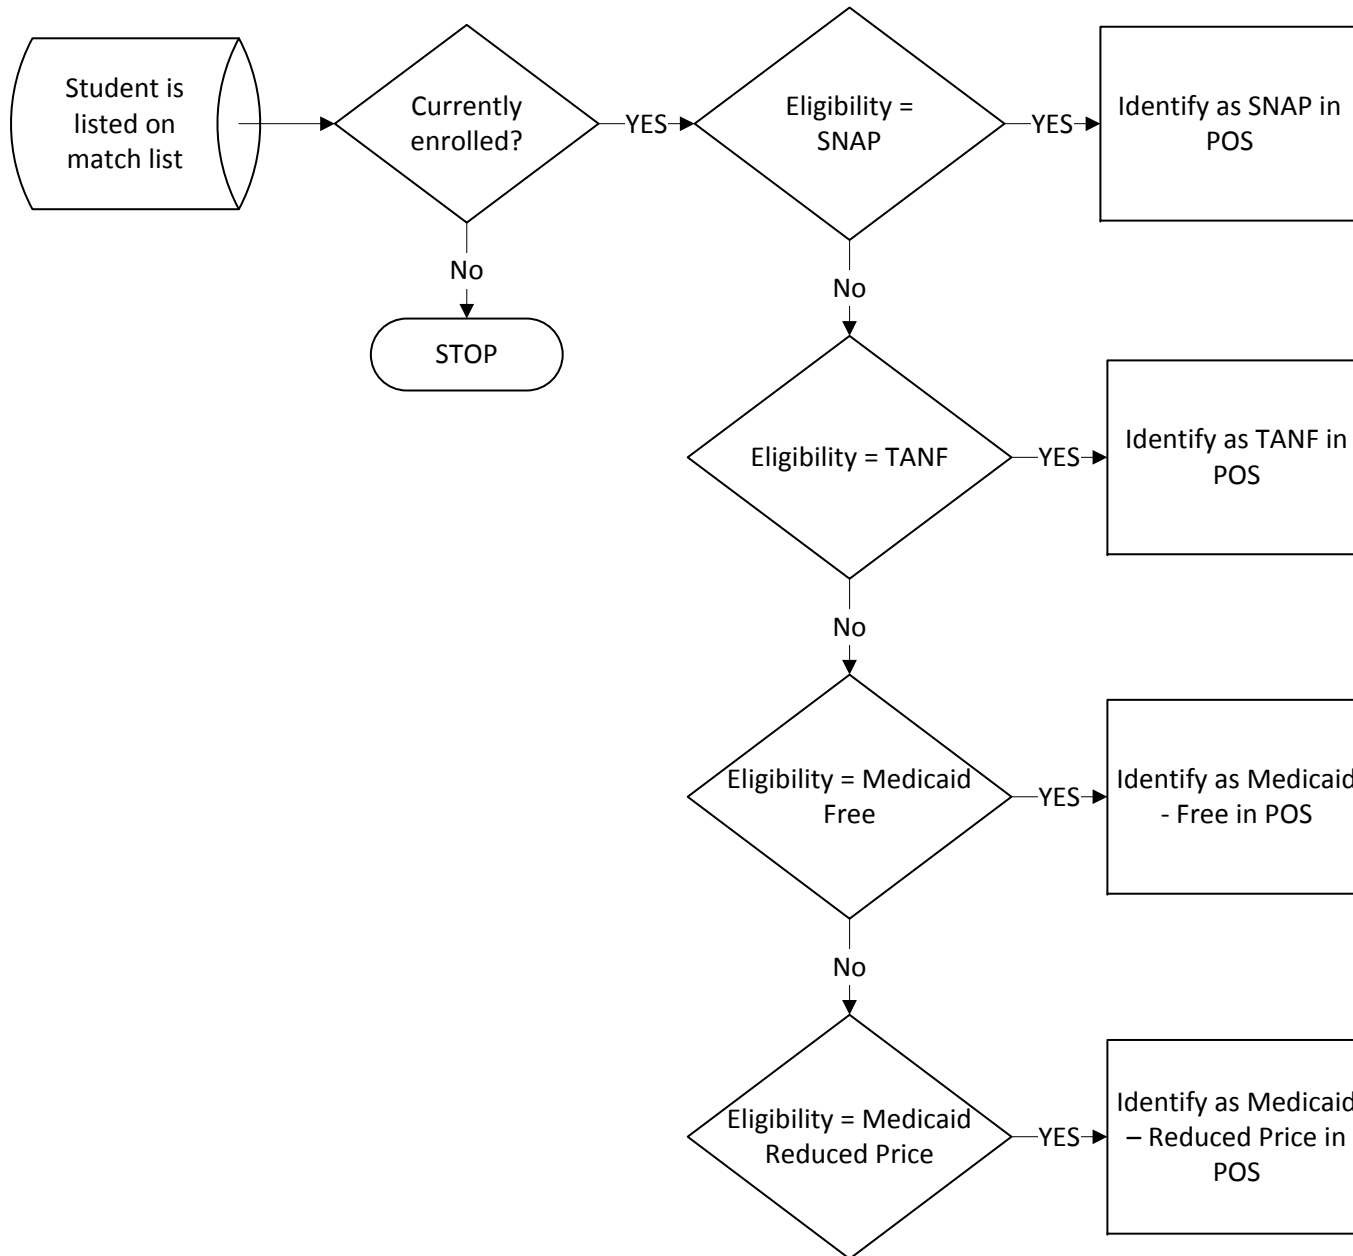 Student is
listed on
match list
Currently
enrolled?
YES
Eligibility =
SNAP
YES
Identify as SNAP in
POS
No
STOP
No
Eligibility = TANF
YES
Identify as TANF in
POS
No
Eligibility = Medicaid
Free
YES
Identify as Medicaid
- Free in POS
No
Eligibility = Medicaid
Reduced Price
YES
Identify as Medicaid
– Reduced Price in
POS